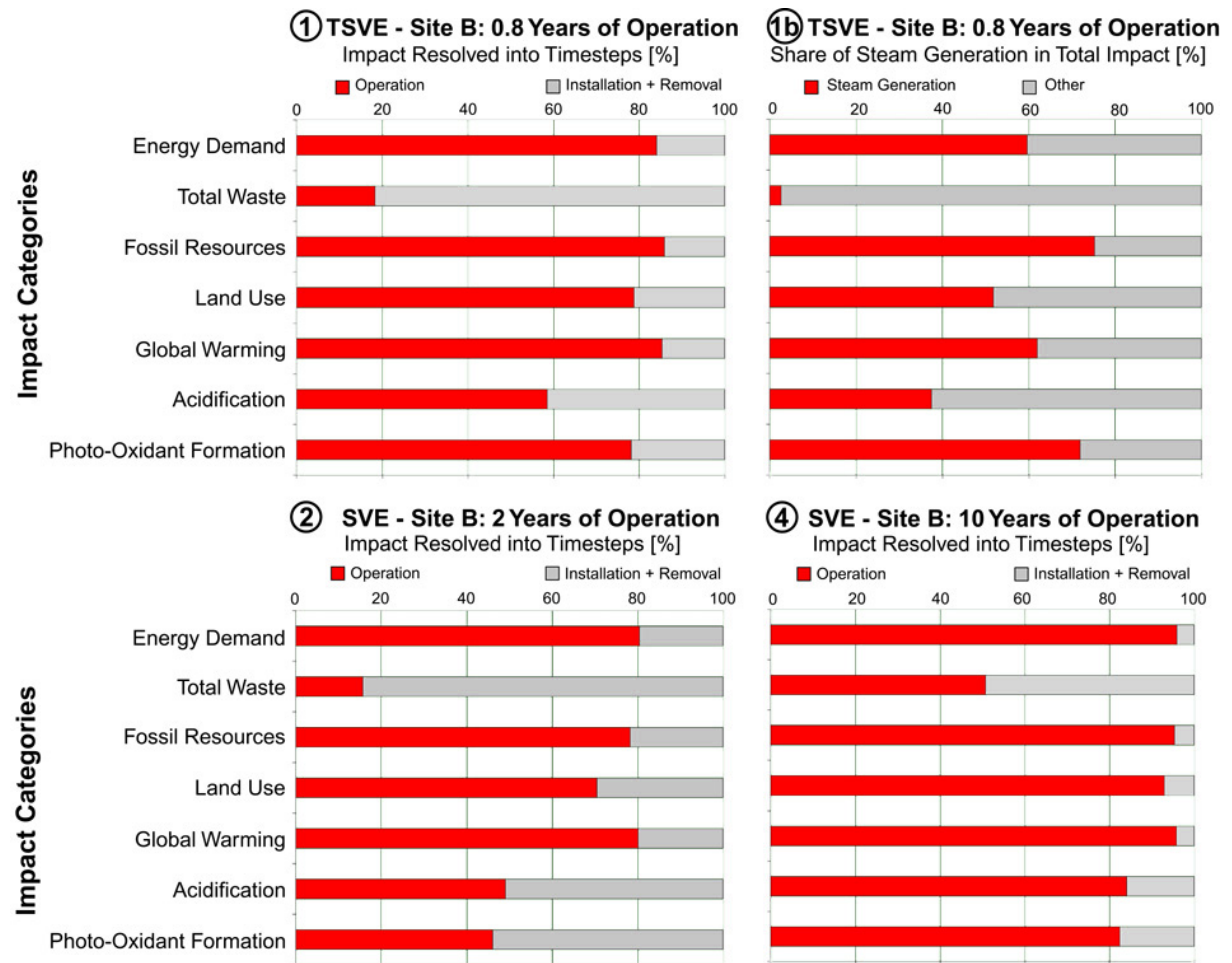 ① TSVE - Site B: 0.8 Years of Operation
Impact Resolved into Timesteps [%]
Operation Installation + Removal
0 20 40 60 80 100
1b TSVE - Site B: 0.8 Years of Operation
Share of Steam Generation in Total Impact [%]
Steam Generation Other
0 20 40 60 80 100
Impact Categories
Energy Demand
Total Waste
Fossil Resources
Land Use
Global Warming
Acidification
Photo-Oxidant Formation
② SVE - Site B: 2 Years of Operation
Impact Resolved into Timesteps [%]
Operation Installation + Removal
0 20 40 60 80 100
④ SVE - Site B: 10 Years of Operation
Impact Resolved into Timesteps [%]
Operation Installation + Removal
0 20 40 60 80 100
Impact Categories
Energy Demand
Total Waste
Fossil Resources
Land Use
Global Warming
Acidification
Photo-Oxidant Formation